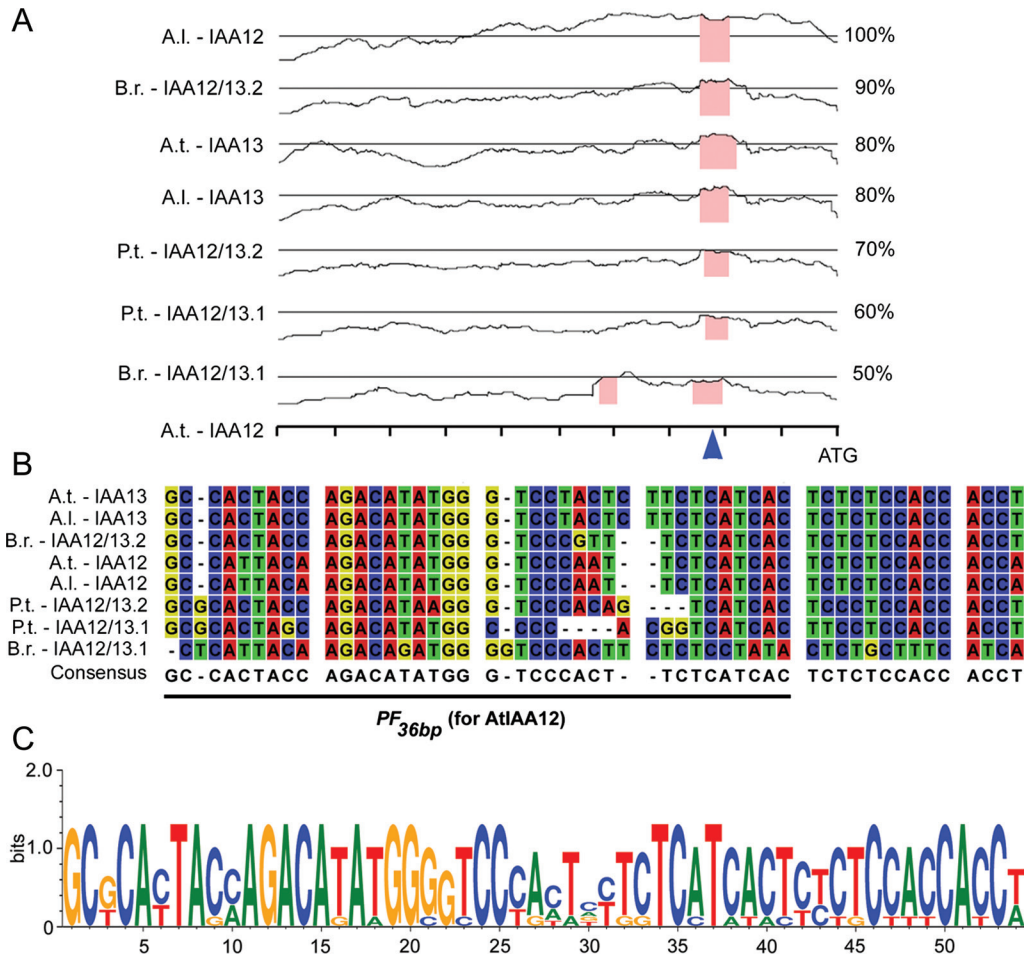 A
A.l. - IAA12 100%
B.r. - IAA12/13.2 90%
A.t. - IAA13 80%
A.l. - IAA13 80%
P.t. - IAA12/13.2 70%
P.t. - IAA12/13.1 60%
B.r. - IAA12/13.1 50%
A.t. - IAA12
ATG
B
A.t. - IAA13 GC-CACTACC AGACATATGG G-TCCTACTC TTCTCATCAC TCTCTCCACC ACCT
A.l. - IAA13 GC-CACTACC AGACATATGG G-TCCTACTC TTCTCATCAC TCTCTCCACC ACCT
B.r. - IAA12/13.2 GC-CACTACC AGACATATGG G-TCCCGTT- -TCTCATCAC TCTCTCCACC ACCT
A.t. - IAA12 GC-CATTACA AGACATATGG G-TCCCAAT- -TCTCATCAC TCTCTCCACC ACCA
A.l. - IAA12 GC-CATTACA AGACATATGG G-TCCCAAT- -TCTCATCAC TCTCTCCACC ACCA
P.t. - IAA12/13.2 GCGCACTACC AGACATAAGG G-TCCCACAG ---TCATCAC TCCCTCCACC ACCT
P.t. - IAA12/13.1 GCGCACTAGC AGACATATGG C-CCC----A CGGTCATCAC TTCCTCCACC ACCT
B.r. - IAA12/13.1 -CTCATTACA AGACAGATGG GGTCCCACTT CTCTCCTATA CTCTGCTTTC ATCA
Consensus GC-CACTACC AGACATATGG G-TCCCACT- -TCTCATCAC TCTCTCCACC ACCT
PF36bp (for AtIAA12)
C
2.0
1.0
0
bits
5 10 15 20 25 30 35 40 45 50